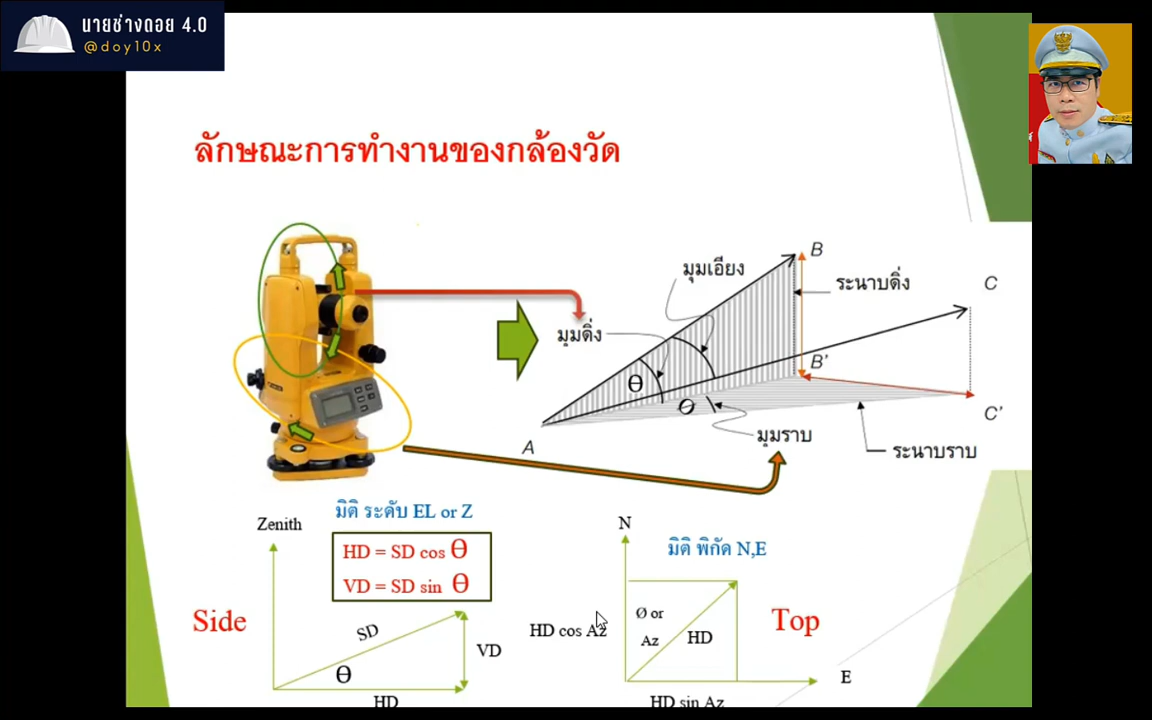 นายช่างดอย 4.0
@doy10x
ลักษณะการทำงานของกล้องวัด
มุมเอียง
B
ระนาบดิ่ง
C
มุมดิ่ง
B'
θ
Ø
C'
A
มุมราบ
ระนาบราบ
มิติ ระดับ EL or Z
Zenith
HD = SD cos θ
VD = SD sin θ
Side
SD
VD
θ
HD
N
มิติ พิกัด N,E
Ø or
Az
HD cos Az
HD
Top
E
HD sin Az